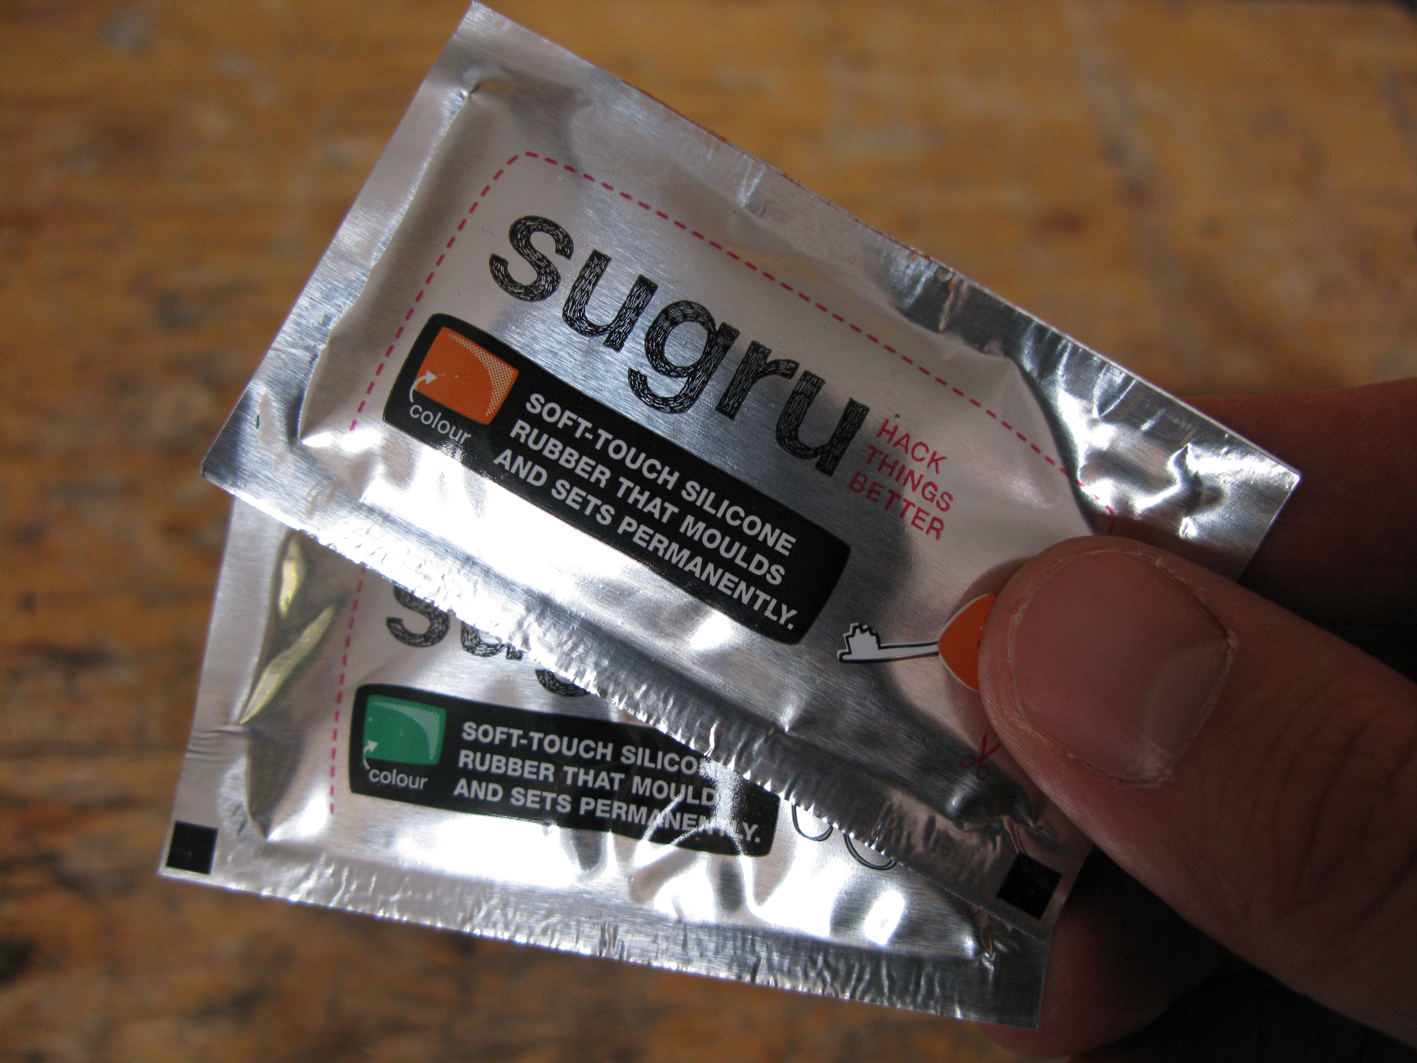 sugru
HACK
THINGS
BETTER
colour
SOFT-TOUCH SILICONE
RUBBER THAT MOULDS
AND SETS PERMANENTLY.
sug
colour
SOFT-TOUCH SILICO
RUBBER THAT MOULD
AND SETS PERMANENTLY.